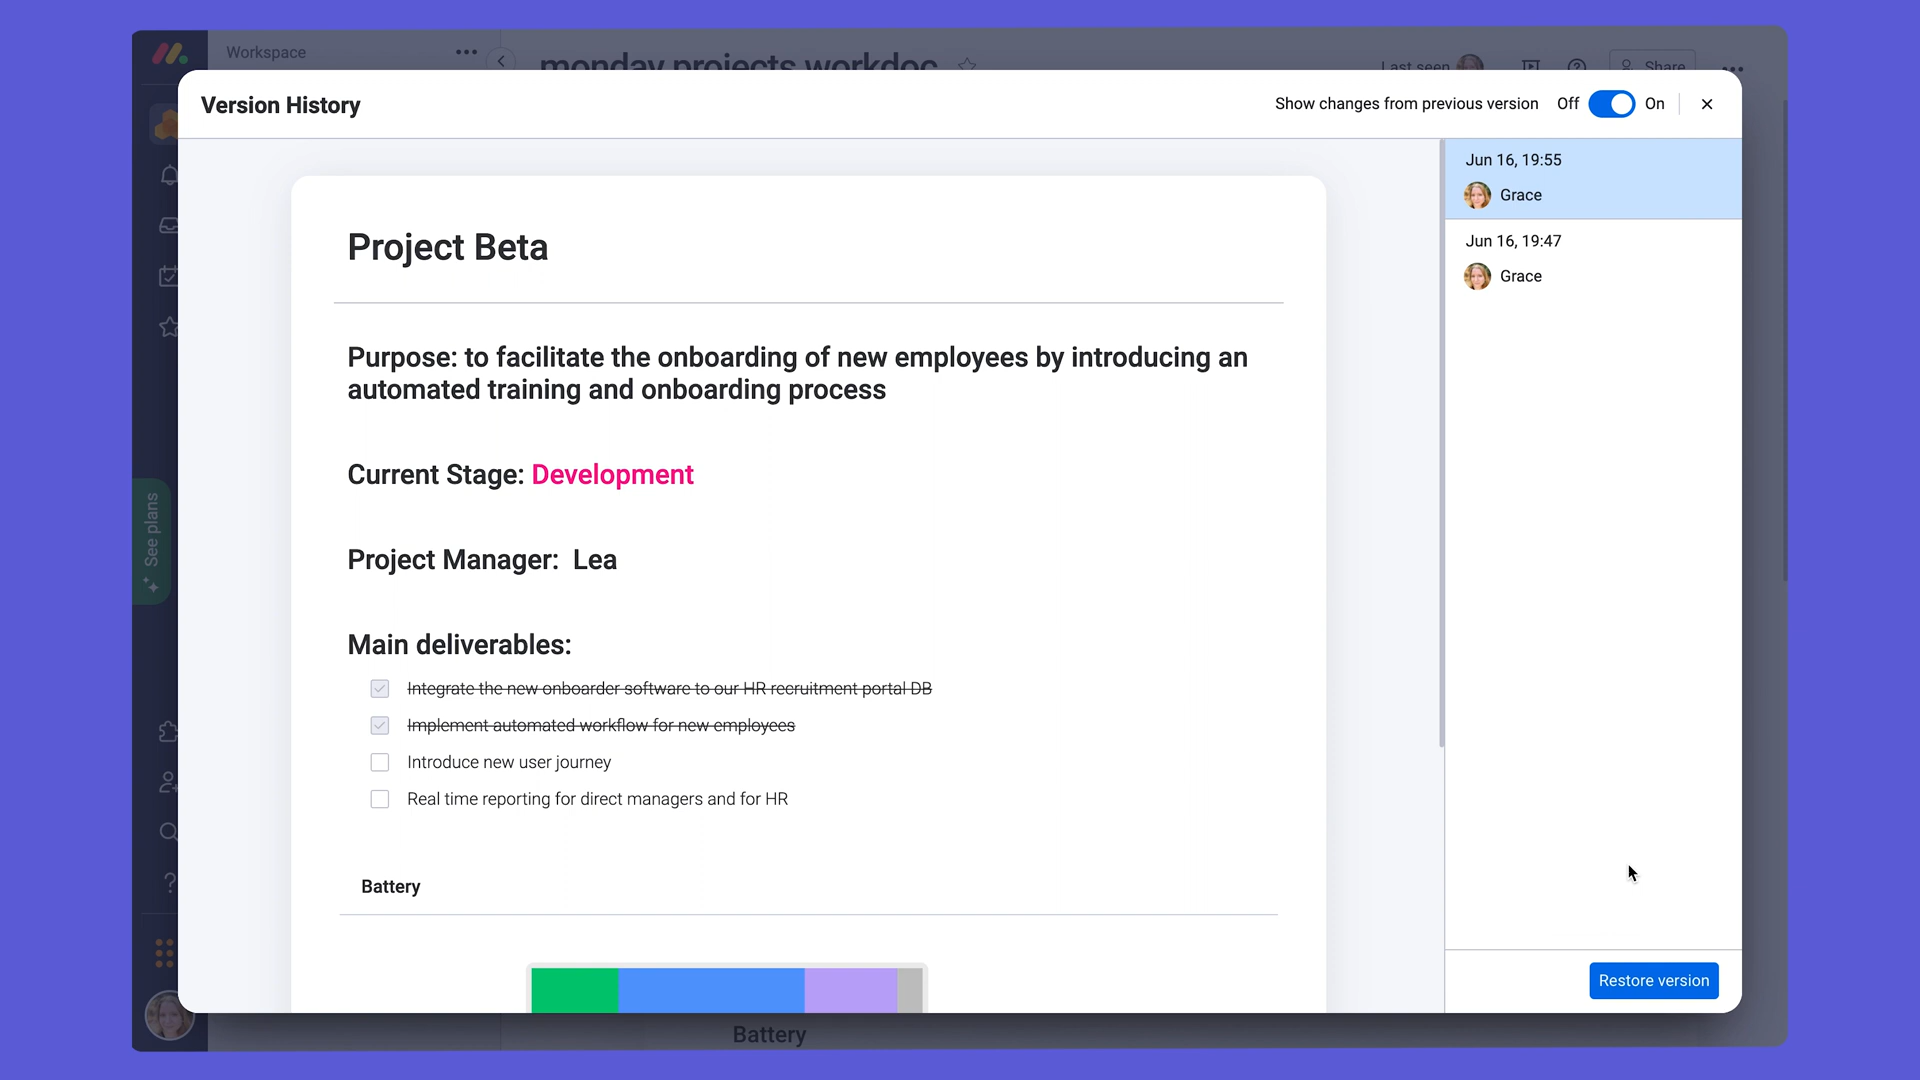 Workspace
monday projects workdoc
Last seen
Share
Version History
Show changes from previous version
Off
On
Jun 16, 19:55
Grace
Jun 16, 19:47
Grace
Project Beta
Purpose: to facilitate the onboarding of new employees by introducing an
automated training and onboarding process
Current Stage: Development
See plans
Project Manager: Lea
Main deliverables:
Integrate the new onboarder software to our HR recruitment portal DB
Implement automated workflow for new employees
Introduce new user journey
Real time reporting for direct managers and for HR
Battery
Restore version
Battery